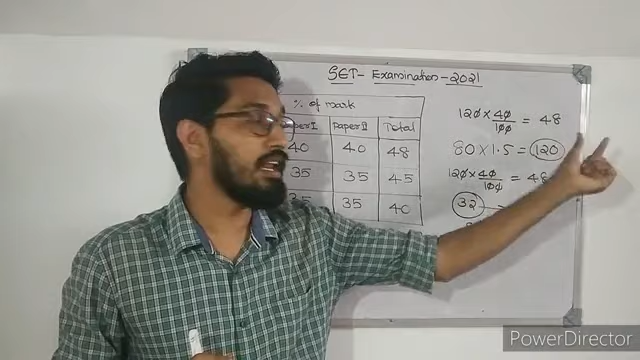 SET- Examination-2021
% of mark
Paper I Paper II Total
40 40 48
35 35 45
35 35 40
120 × 40/100 = 48
80 × 1.5 = 120
120 × 40/100 = 48
32
PowerDirector